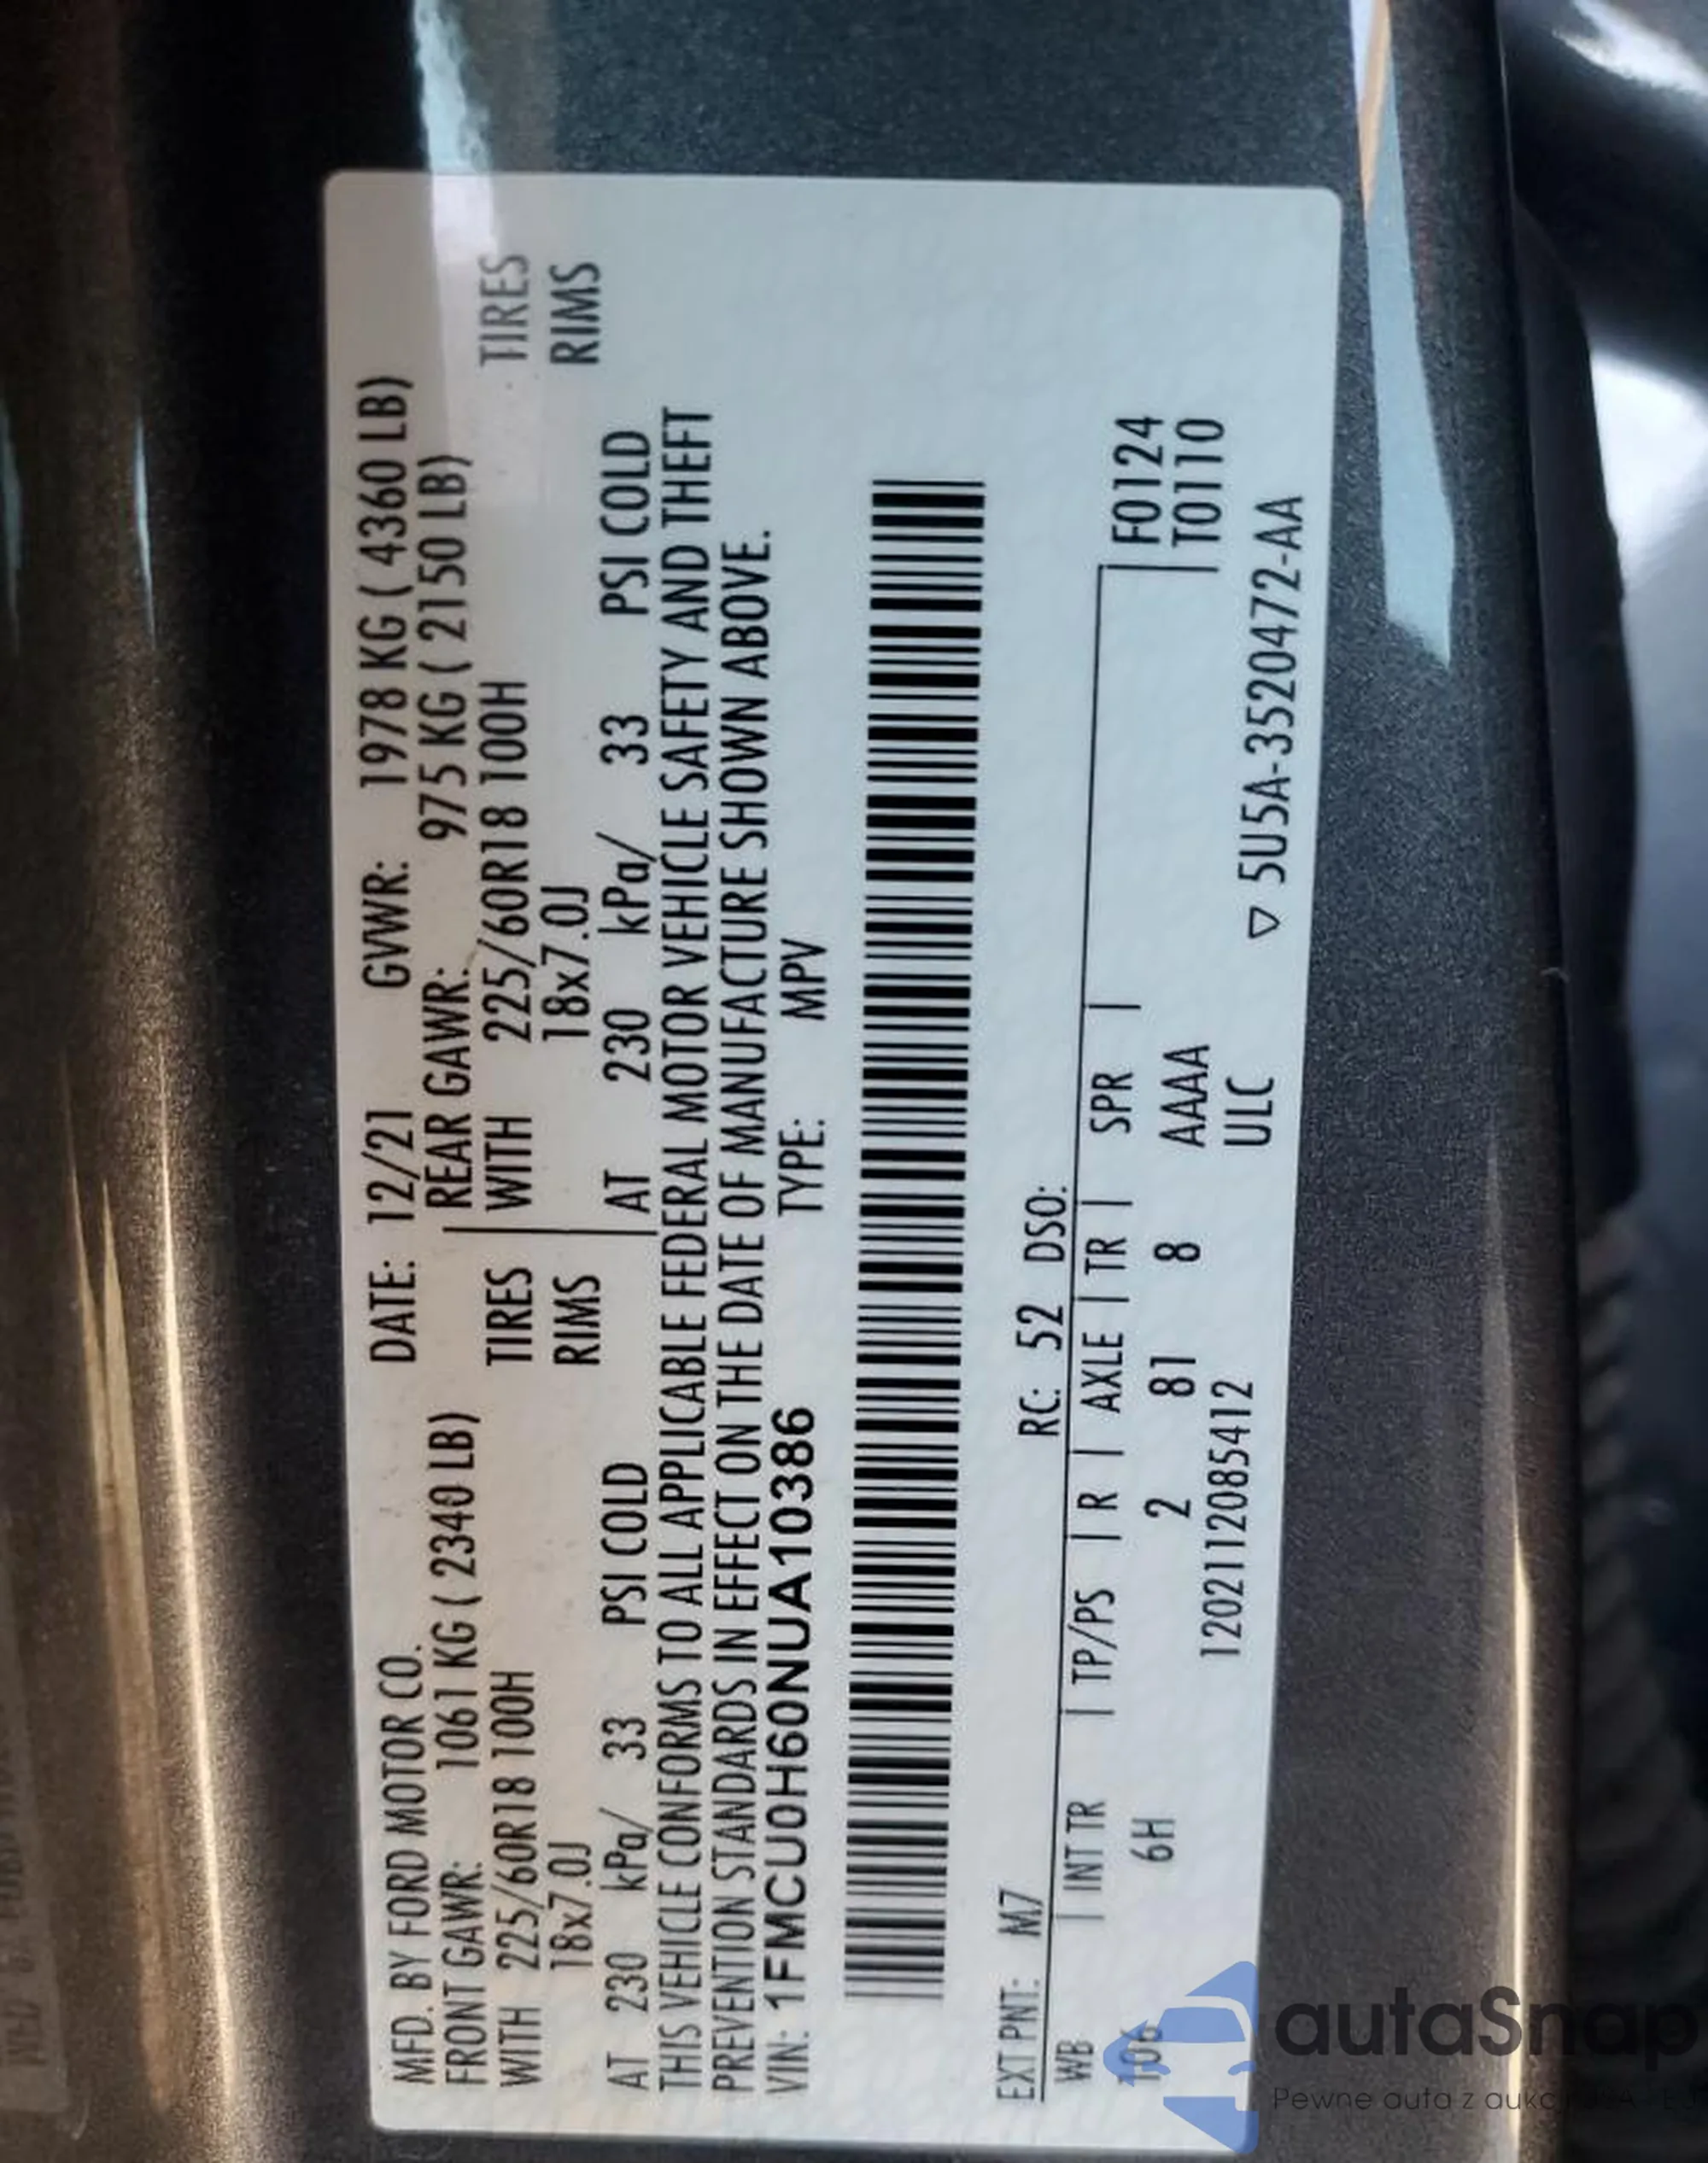 MFD. BY FORD MOTOR CO. DATE: 12/21 GVWR: 1978 KG ( 4360 LB)
FRONT GAWR: 1061 KG ( 2340 LB) REAR GAWR: 975 KG ( 2150 LB)
WITH 225/60R18 100H TIRES WITH 225/60R18 100H TIRES
18x7.0J RIMS 18x7.0J RIMS
AT 230 kPa/ 33 PSI COLD AT 230 kPa/ 33 PSI COLD
THIS VEHICLE CONFORMS TO ALL APPLICABLE FEDERAL MOTOR VEHICLE SAFETY AND THEFT
PREVENTION STANDARDS IN EFFECT ON THE DATE OF MANUFACTURE SHOWN ABOVE.
VIN: 1FMCU0H60NUA10386 TYPE: MPV
EXT PNT: M7 RC: 52 DSO:
WB | INT TR | TP/PS | R | AXLE | TR | SPR | F0124
106 6H 2 81 8 AAAA T0110
1202112085412 ULC ▽ 5U5A-3520472-AA
autaSnap
Pewne auta z